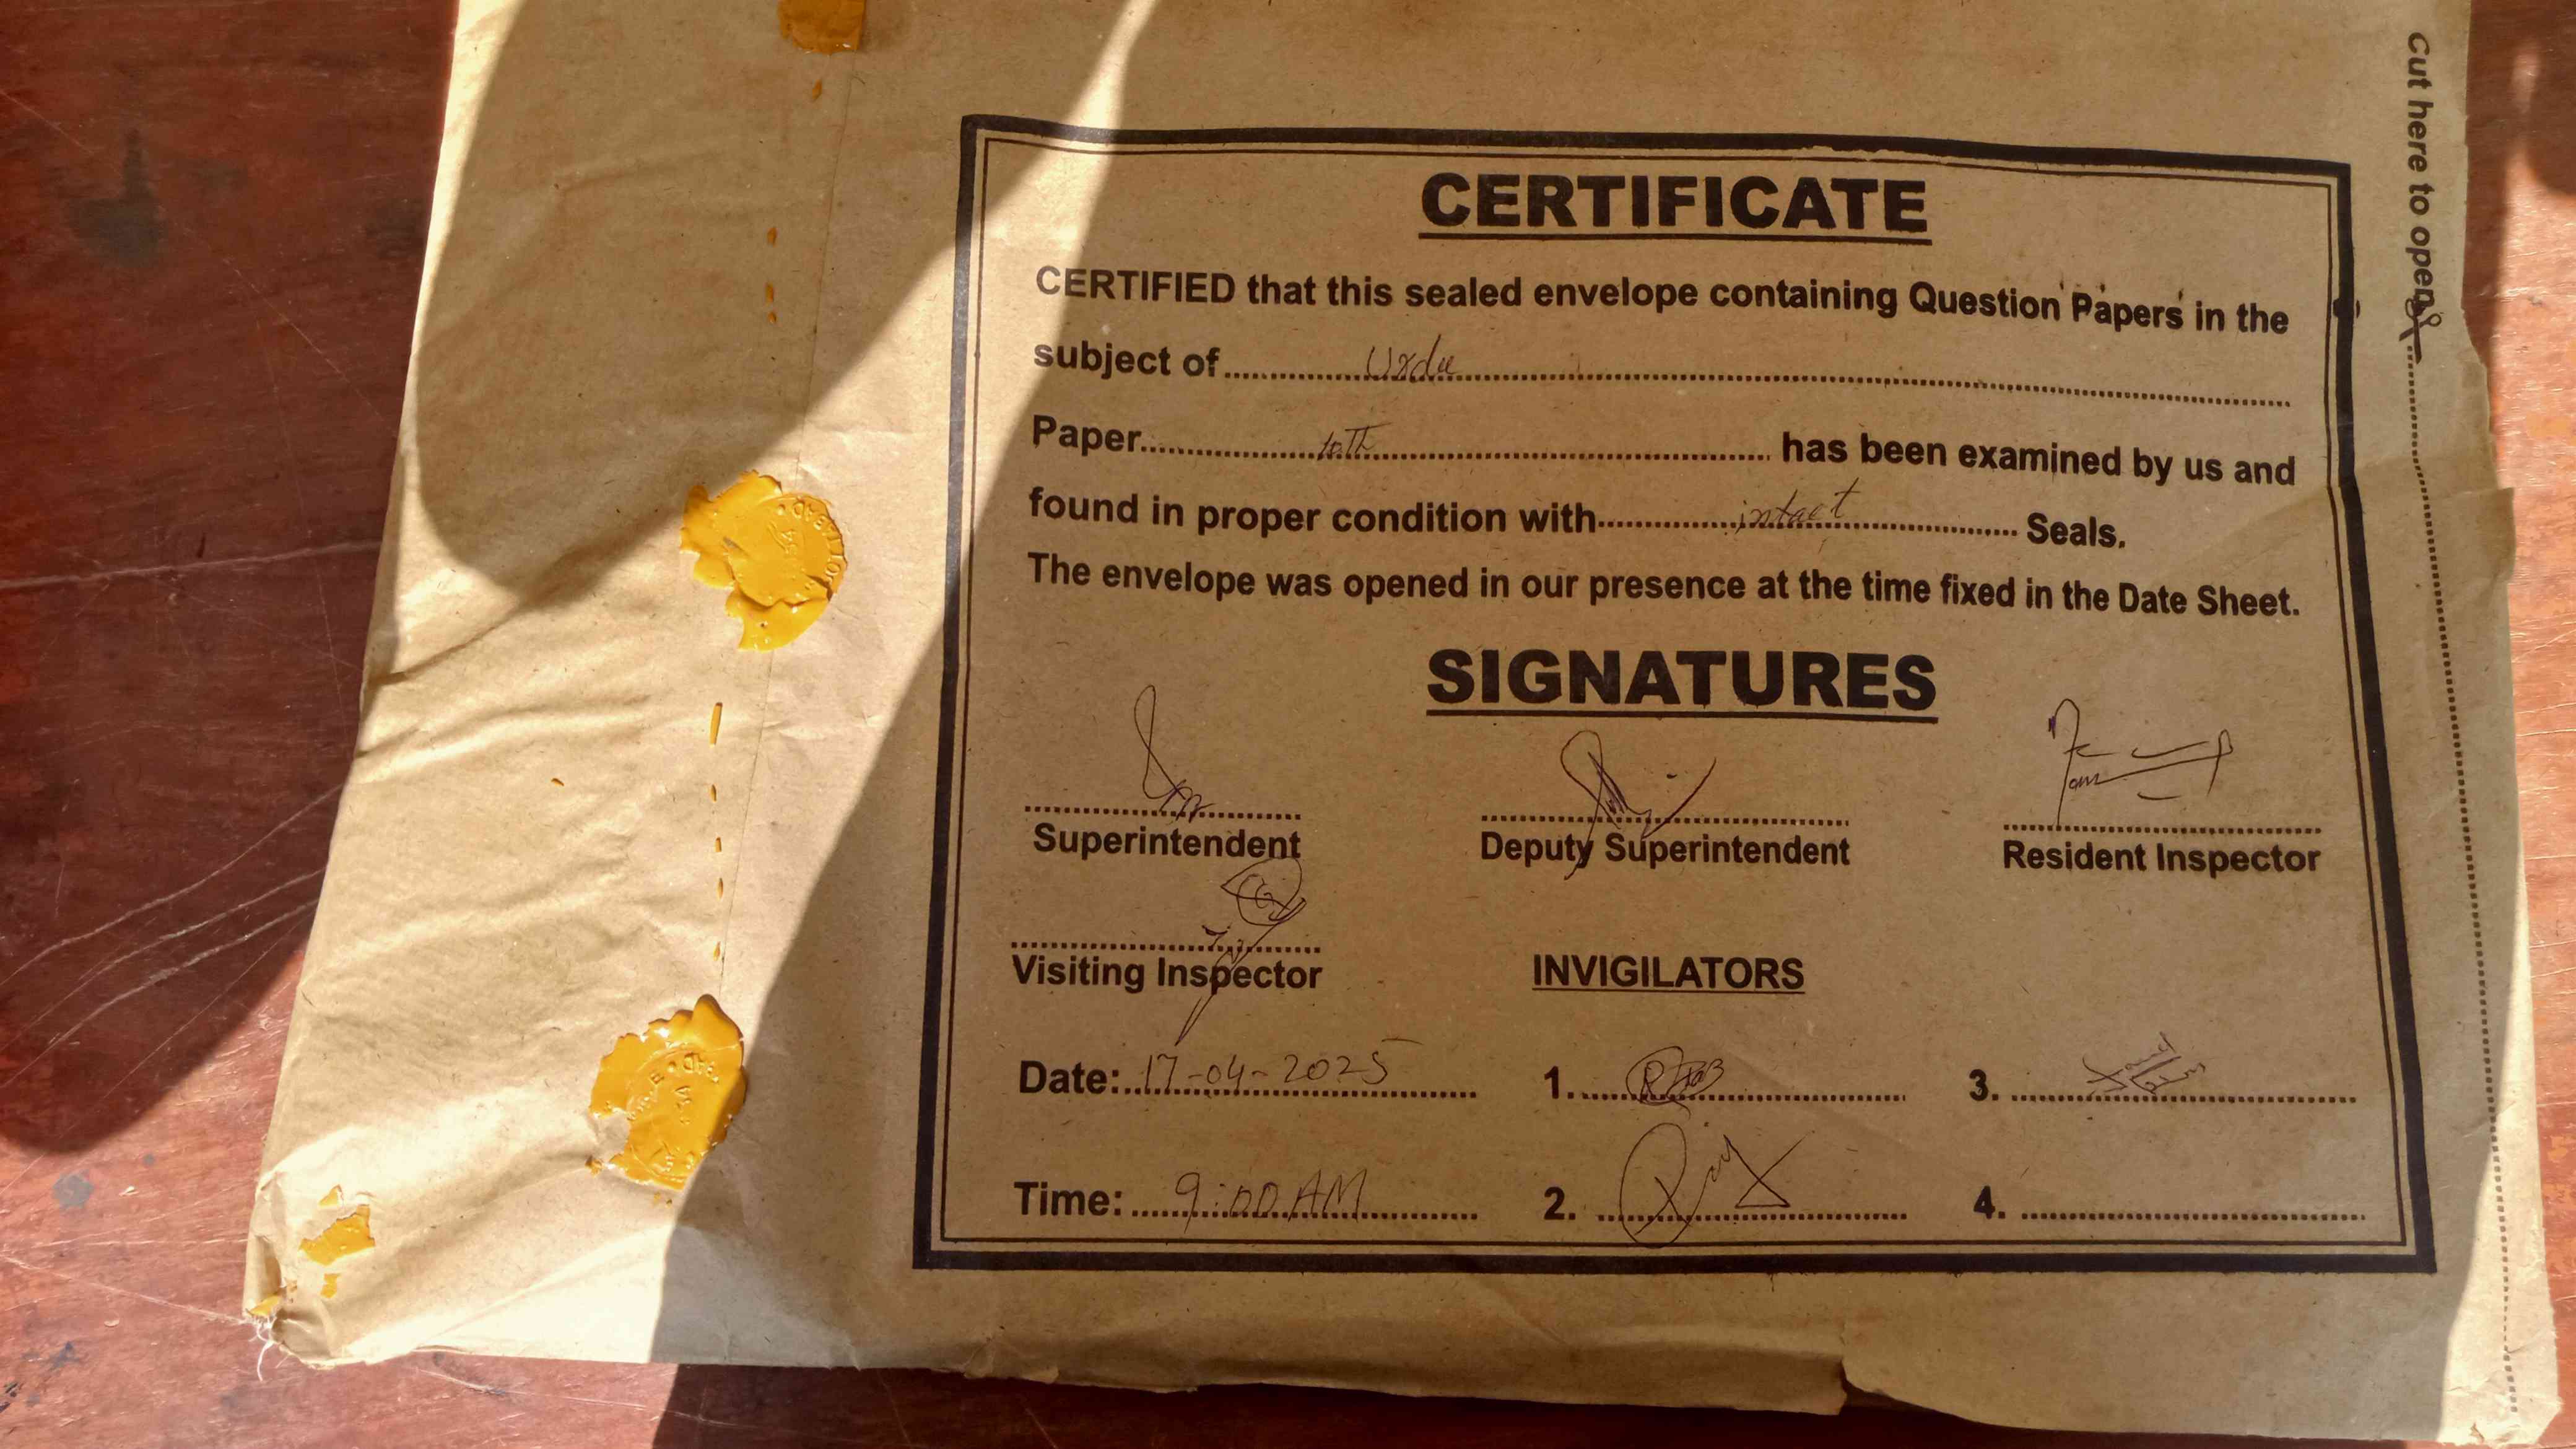 Cut here to open
CERTIFICATE
CERTIFIED that this sealed envelope containing Question Papers in the
subject of Urdu
Paper 10th has been examined by us and
found in proper condition with intact Seals.
The envelope was opened in our presence at the time fixed in the Date Sheet.
SIGNATURES
Superintendent
Deputy Superintendent
Resident Inspector
Visiting Inspector
INVIGILATORS
Date: 17-04-2025
1.
3.
Time: 9:00 AM
2.
4.